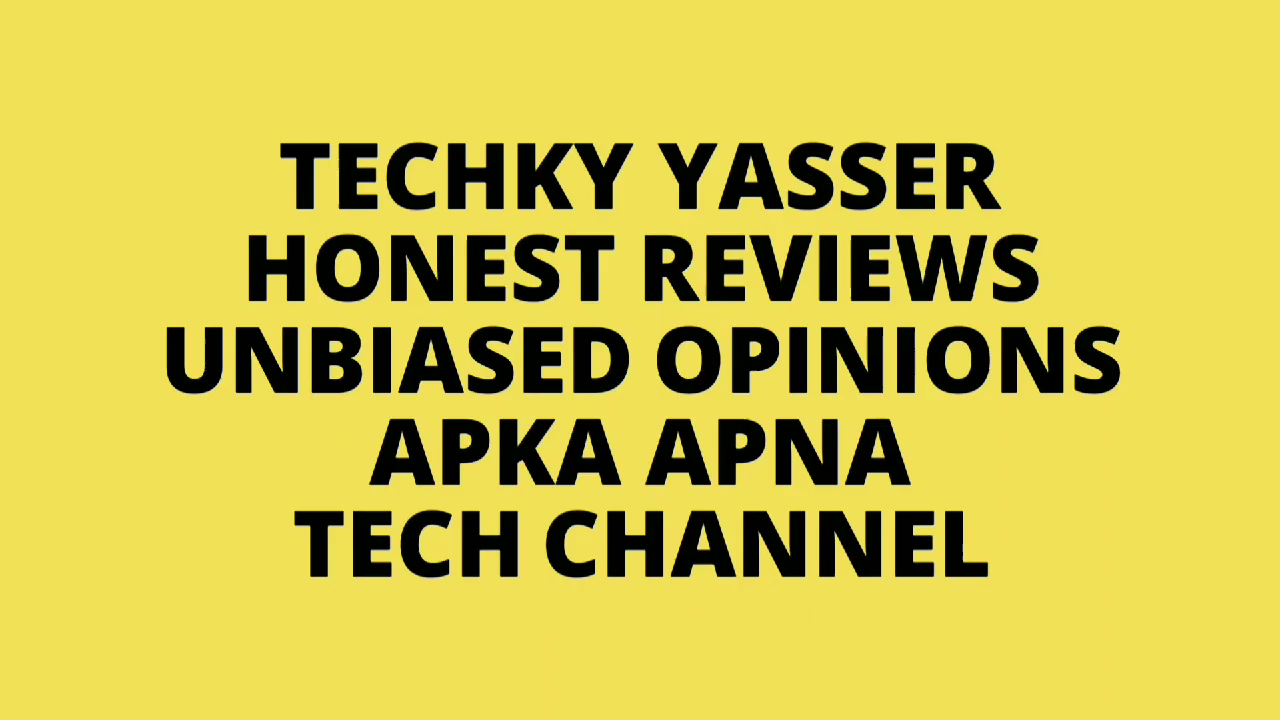 TECHKY YASSER
HONEST REVIEWS
UNBIASED OPINIONS
APKA APNA
TECH CHANNEL